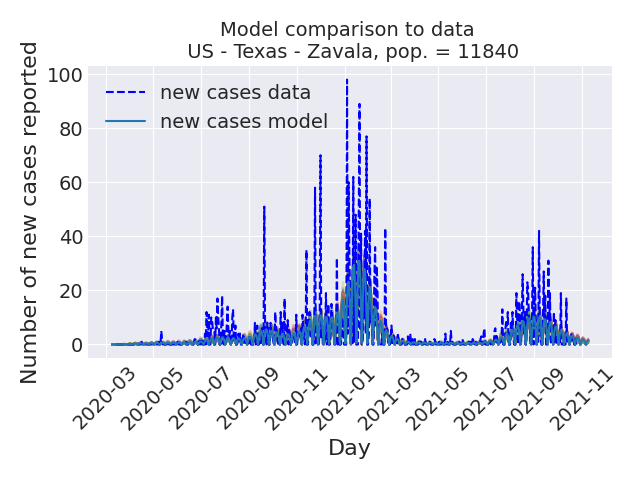 Model comparison to data
US - Texas - Zavala, pop. = 11840
Number of new cases reported
100
80
60
40
20
0
new cases data
new cases model
2020-03
2020-05
2020-07
2020-09
2020-11
2021-01
2021-03
2021-05
2021-07
2021-09
2021-11
Day